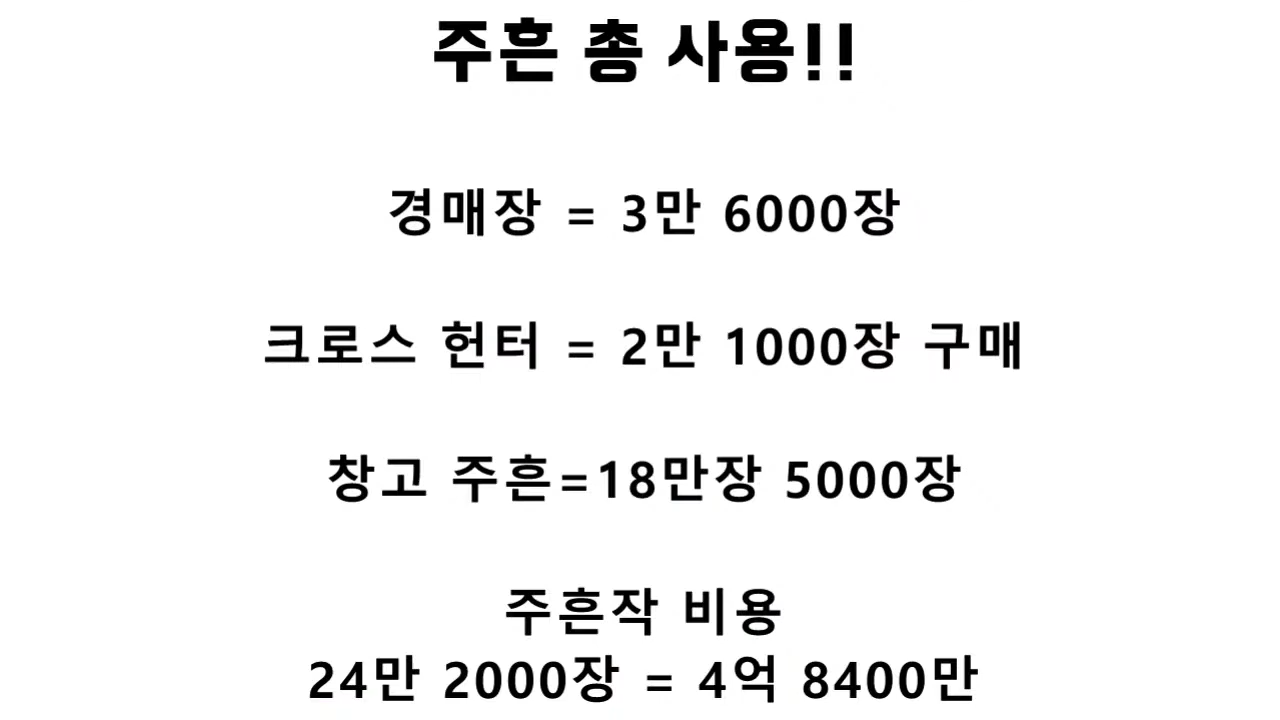 주흔 총 사용!!
경매장 = 3만 6000장
크로스 헌터 = 2만 1000장 구매
창고 주흔=18만장 5000장
주흔작 비용
24만 2000장 = 4억 8400만